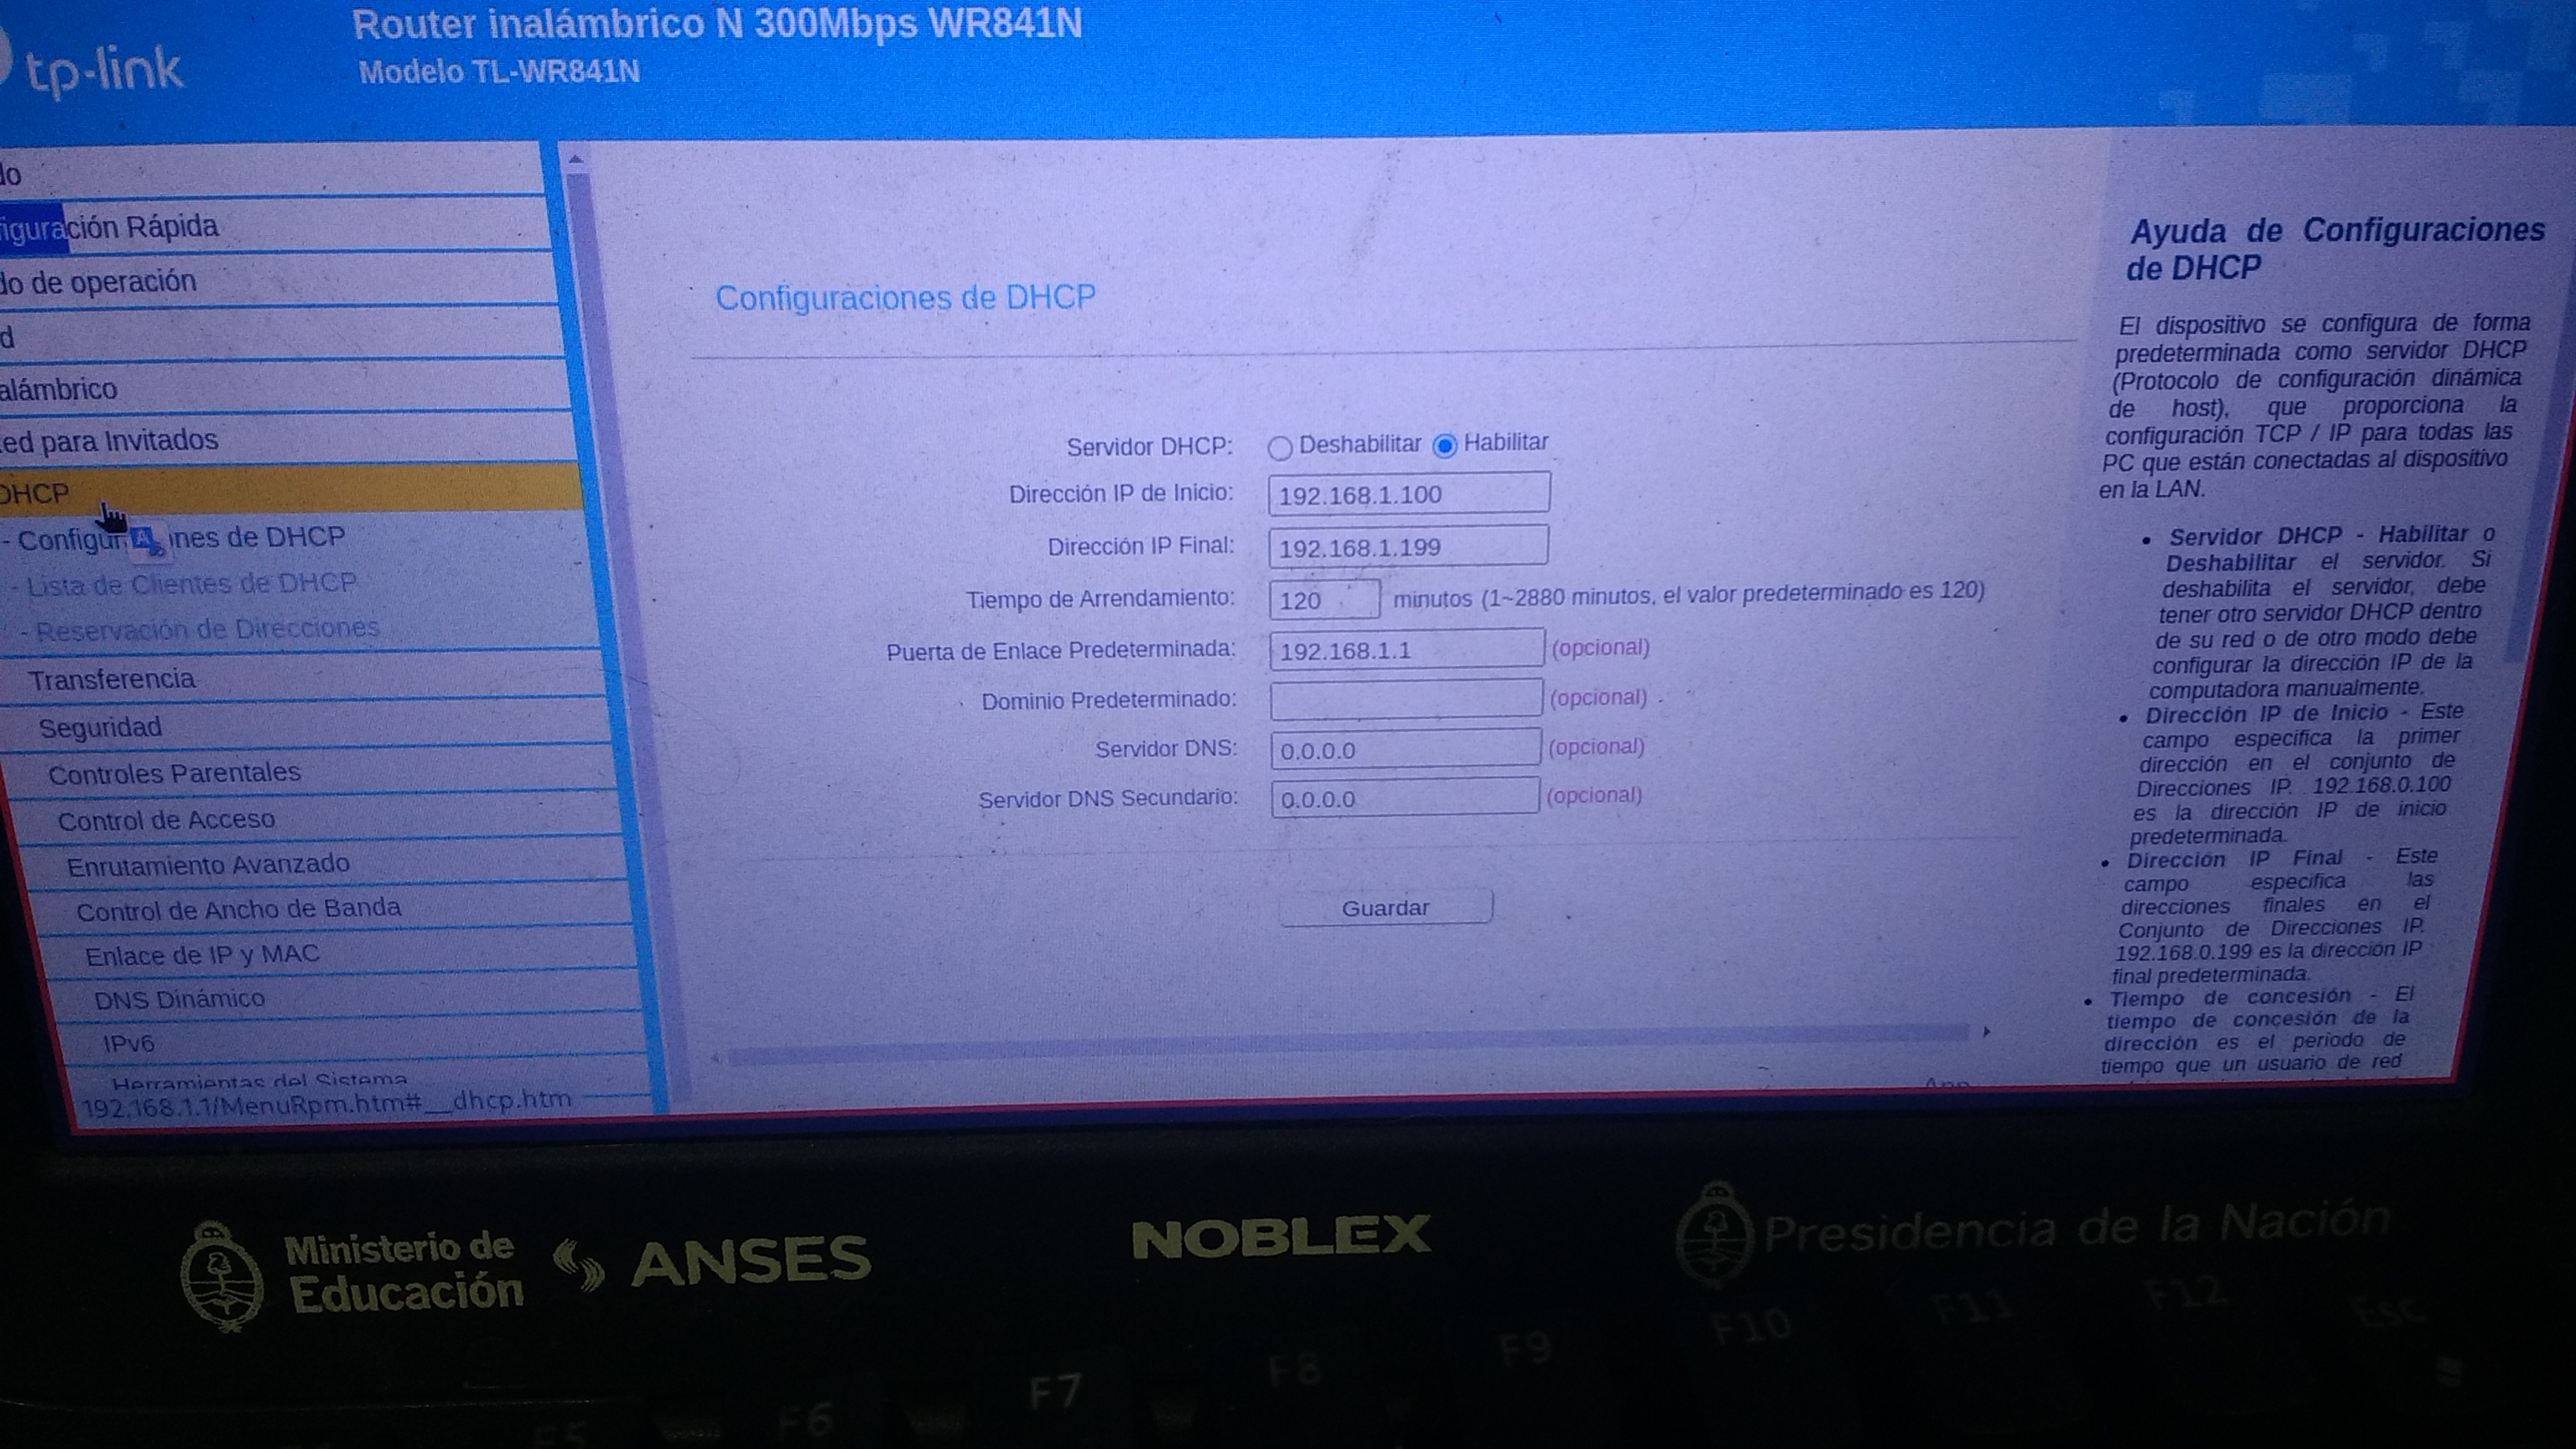 tp-link
Router inalámbrico N 300Mbps WR841N
Modelo TL-WR841N
do
figuración Rápida
do de operación
d
alámbrico
ed para Invitados
DHCP
- Configur nes de DHCP
- Lista de Clientes de DHCP
- Reservación de Direcciones
Transferencia
Seguridad
Controles Parentales
Control de Acceso
Enrutamiento Avanzado
Control de Ancho de Banda
Enlace de IP y MAC
DNS Dinámico
IPv6
Herramientas del Sistema
192.168.1.1/MenuRpm.htm#__dhcp.htm
Configuraciones de DHCP
Servidor DHCP: Deshabilitar Habilitar
Dirección IP de Inicio: 192.168.1.100
Dirección IP Final: 192.168.1.199
Tiempo de Arrendamiento: 120 minutos (1~2880 minutos, el valor predeterminado es 120)
Puerta de Enlace Predeterminada: 192.168.1.1 (opcional)
Dominio Predeterminado: (opcional)
Servidor DNS: 0.0.0.0 (opcional)
Servidor DNS Secundario: 0.0.0.0 (opcional)
Guardar
Ayuda de Configuraciones
de DHCP
El dispositivo se configura de forma
predeterminada como servidor DHCP
(Protocolo de configuración dinámica
de host), que proporciona la
configuración TCP / IP para todas las
PC que están conectadas al dispositivo
en la LAN.
• Servidor DHCP - Habilitar o
Deshabilitar el servidor. Si
deshabilita el servidor, debe
tener otro servidor DHCP dentro
de su red o de otro modo debe
configurar la dirección IP de la
computadora manualmente.
• Dirección IP de Inicio - Este
campo especifica la primer
dirección en el conjunto de
Direcciones IP. 192.168.0.100
es la dirección IP de inicio
predeterminada.
• Dirección IP Final - Este
campo especifica las
direcciones finales en el
Conjunto de Direcciones IP.
192.168.0.199 es la dirección IP
final predeterminada.
• Tiempo de concesión - El
tiempo de concesión de la
dirección es el periodo de
tiempo que un usuario de red
Ministerio de
Educación
ANSES
NOBLEX
Presidencia de la Nación
F5 F6 F7 F8 F9 F10 F11 F12 Esc